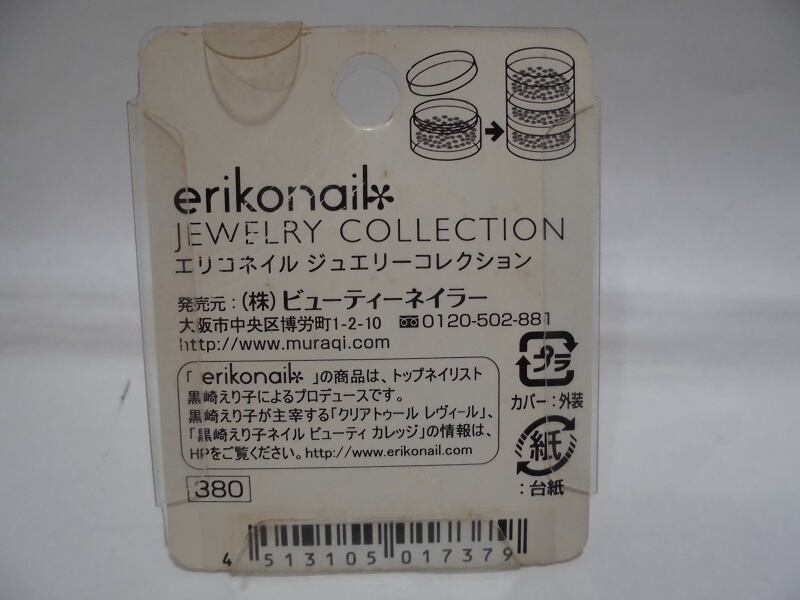 erikonail
JEWELRY COLLECTION
エリコネイル ジュエリーコレクション
発売元：(株)ビューティーネイラー
大阪市中央区博労町1-2-10 0120-502-881
http://www.muraqi.com
「erikonail」の商品は、トップネイリスト
黒崎えり子によるプロデュースです。
黒崎えり子が主宰する「クリアトゥール レヴィール」、
「黒崎えり子ネイル ビューティ カレッジ」の情報は、
HPをご覧ください。http://www.erikonail.com
プラ
カバー：外装
紙
：台紙
380
4 513105 017379